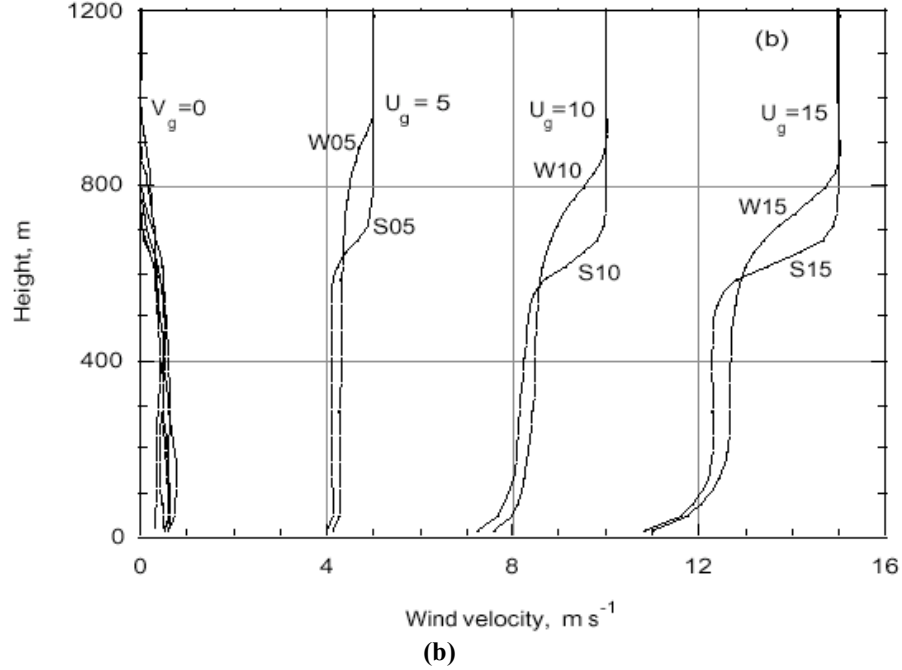 1200
(b)
V_g=0
U_g = 5
U_g=10
U_g=15
W05
W10
800
W15
S05
S10
S15
Height, m
400
0
0 4 8 12 16
Wind velocity, m s⁻¹
(b)